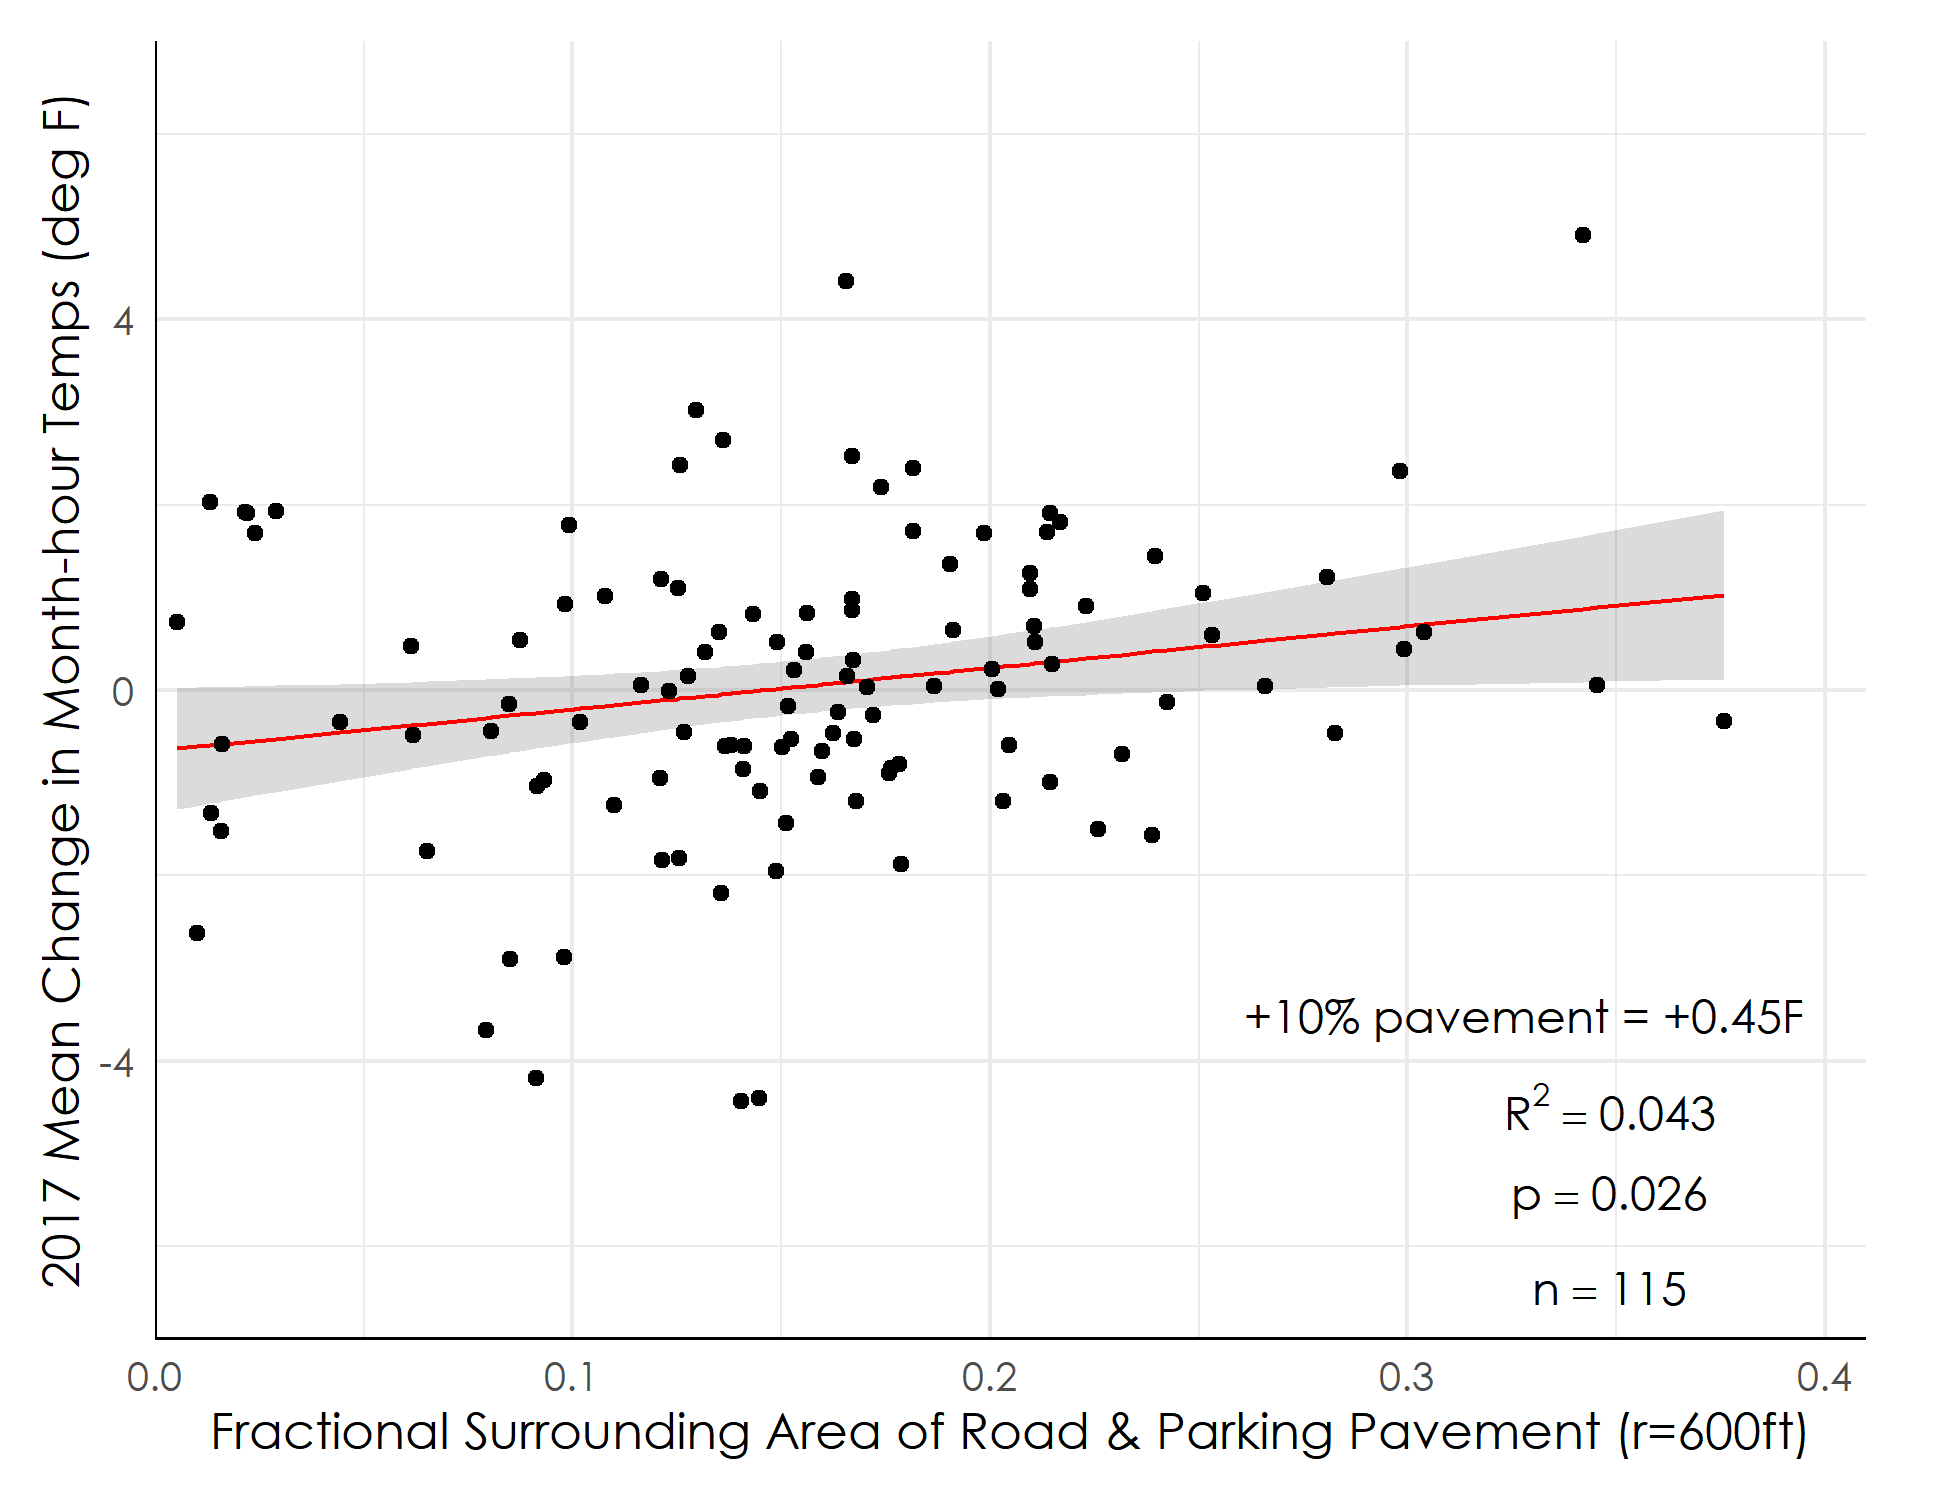 2017 Mean Change in Month-hour Temps (deg F)
4
0
-4
+10% pavement = +0.45F
R² = 0.043
p = 0.026
n = 115
0.0 0.1 0.2 0.3 0.4
Fractional Surrounding Area of Road & Parking Pavement (r=600ft)